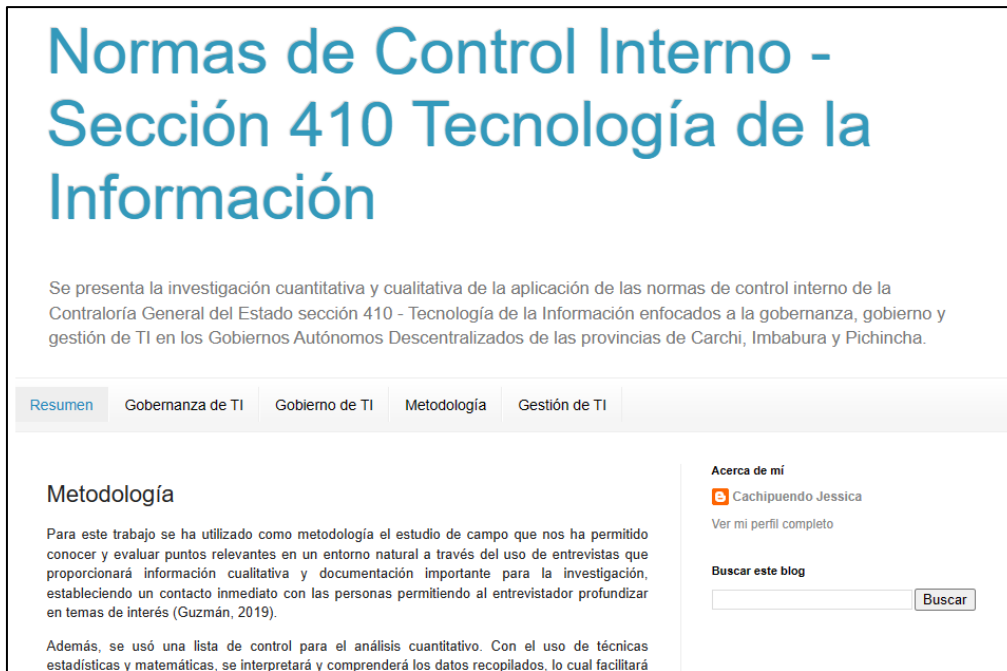 Normas de Control Interno -
Sección 410 Tecnología de la
Información
Se presenta la investigación cuantitativa y cualitativa de la aplicación de las normas de control interno de la
Contraloría General del Estado sección 410 - Tecnología de la Información enfocados a la gobernanza, gobierno y
gestión de TI en los Gobiernos Autónomos Descentralizados de las provincias de Carchi, Imbabura y Pichincha.
Resumen Gobernanza de TI Gobierno de TI Metodología Gestión de TI
Metodología
Para este trabajo se ha utilizado como metodología el estudio de campo que nos ha permitido
conocer y evaluar puntos relevantes en un entorno natural a través del uso de entrevistas que
proporcionará información cualitativa y documentación importante para la investigación,
estableciendo un contacto inmediato con las personas permitiendo al entrevistador profundizar
en temas de interés (Guzmán, 2019).
Además, se usó una lista de control para el análisis cuantitativo. Con el uso de técnicas
estadísticas y matemáticas, se interpretará y comprenderá los datos recopilados, lo cual facilitará
Acerca de mí
Cachipuendo Jessica
Ver mi perfil completo
Buscar este blog
Buscar